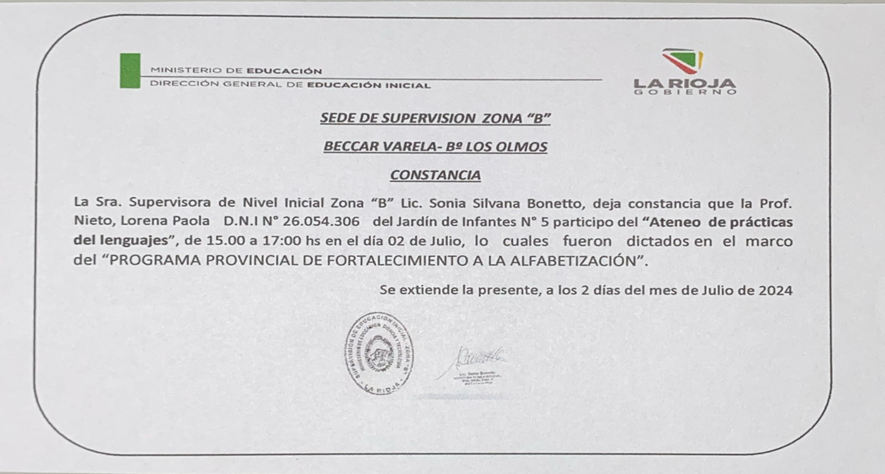 MINISTERIO DE EDUCACIÓN
DIRECCIÓN GENERAL DE EDUCACIÓN INICIAL
LA RIOJA
GOBIERNO
SEDE DE SUPERVISION ZONA "B"
BECCAR VARELA- Bº LOS OLMOS
CONSTANCIA
La Sra. Supervisora de Nivel Inicial Zona "B" Lic. Sonia Silvana Bonetto, deja constancia que la Prof.
Nieto, Lorena Paola D.N.I N° 26.054.306 del Jardín de Infantes N° 5 participo del "Ateneo de prácticas
del lenguajes", de 15.00 a 17:00 hs en el día 02 de Julio, lo cuales fueron dictados en el marco
del "PROGRAMA PROVINCIAL DE FORTALECIMIENTO A LA ALFABETIZACIÓN".
Se extiende la presente, a los 2 días del mes de Julio de 2024
SUPERVISIÓN DE EDUCACIÓN INICIAL - ZONA "B"
LA RIOJA